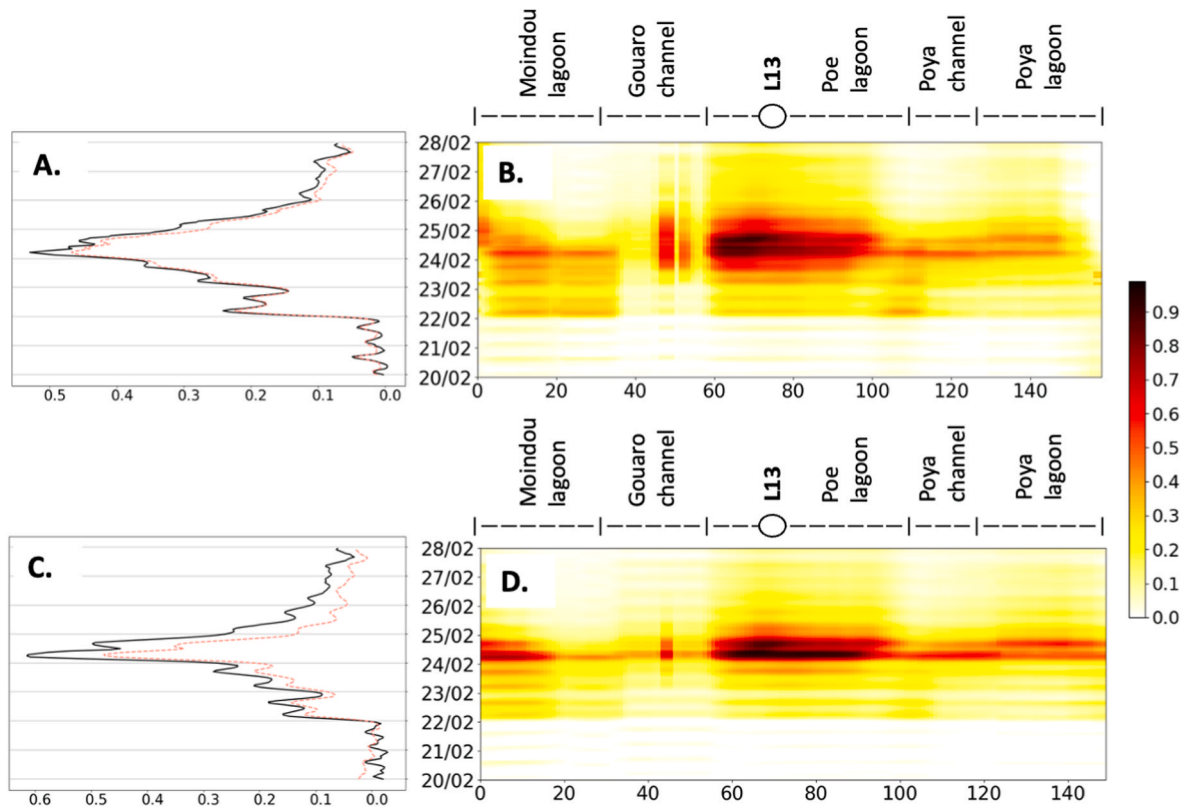 Moindou
lagoon
Gouaro
channel
L13
Poe
lagoon
Poya
channel
Poya
lagoon
A.
0.5 0.4 0.3 0.2 0.1 0.0
B.
28/02
27/02
26/02
25/02
24/02
23/02
22/02
21/02
20/02
0 20 40 60 80 100 120 140
0.9
0.8
0.7
0.6
0.5
0.4
0.3
0.2
0.1
0.0
Moindou
lagoon
Gouaro
channel
L13
Poe
lagoon
Poya
channel
Poya
lagoon
C.
0.6 0.5 0.4 0.3 0.2 0.1 0.0
D.
28/02
27/02
26/02
25/02
24/02
23/02
22/02
21/02
20/02
0 20 40 60 80 100 120 140